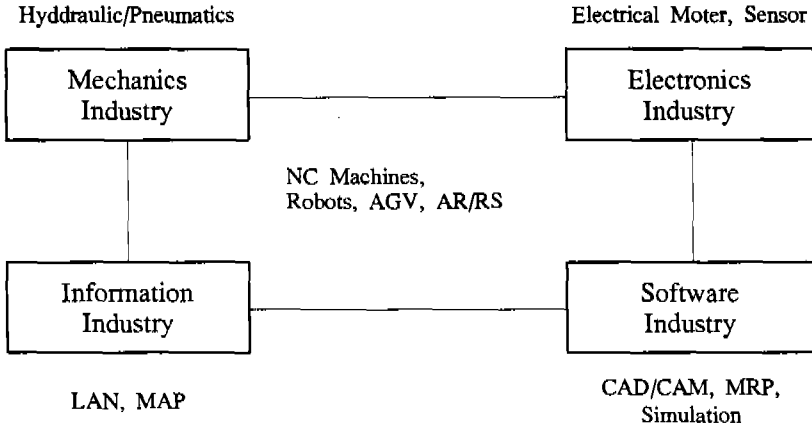 Hyddraulic/Pneumatics
Electrical Moter, Sensor
Mechanics
Industry
Electronics
Industry
NC Machines,
Robots, AGV, AR/RS
Information
Industry
Software
Industry
LAN, MAP
CAD/CAM, MRP,
Simulation